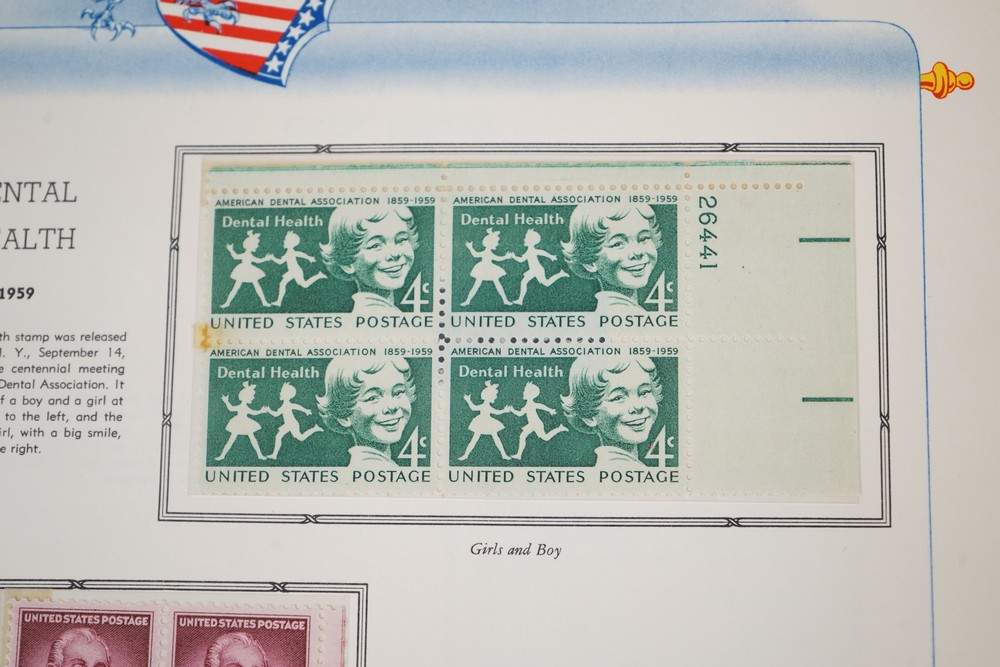 ENTAL
ALTH
1959
th stamp was released
Y., September 14,
centennial meeting
Dental Association. It
f a boy and a girl at
to the left, and the
irl, with a big smile,
e right.
AMERICAN DENTAL ASSOCIATION 1859-1959
Dental Health
4c
UNITED STATES POSTAGE
AMERICAN DENTAL ASSOCIATION 1859-1959
Dental Health
4c
UNITED STATES POSTAGE
26441
AMERICAN DENTAL ASSOCIATION 1859-1959
Dental Health
4c
UNITED STATES POSTAGE
AMERICAN DENTAL ASSOCIATION 1859-1959
Dental Health
4c
UNITED STATES POSTAGE
Girls and Boy
UNITED STATES POSTAGE
UNITED STATES POSTAGE